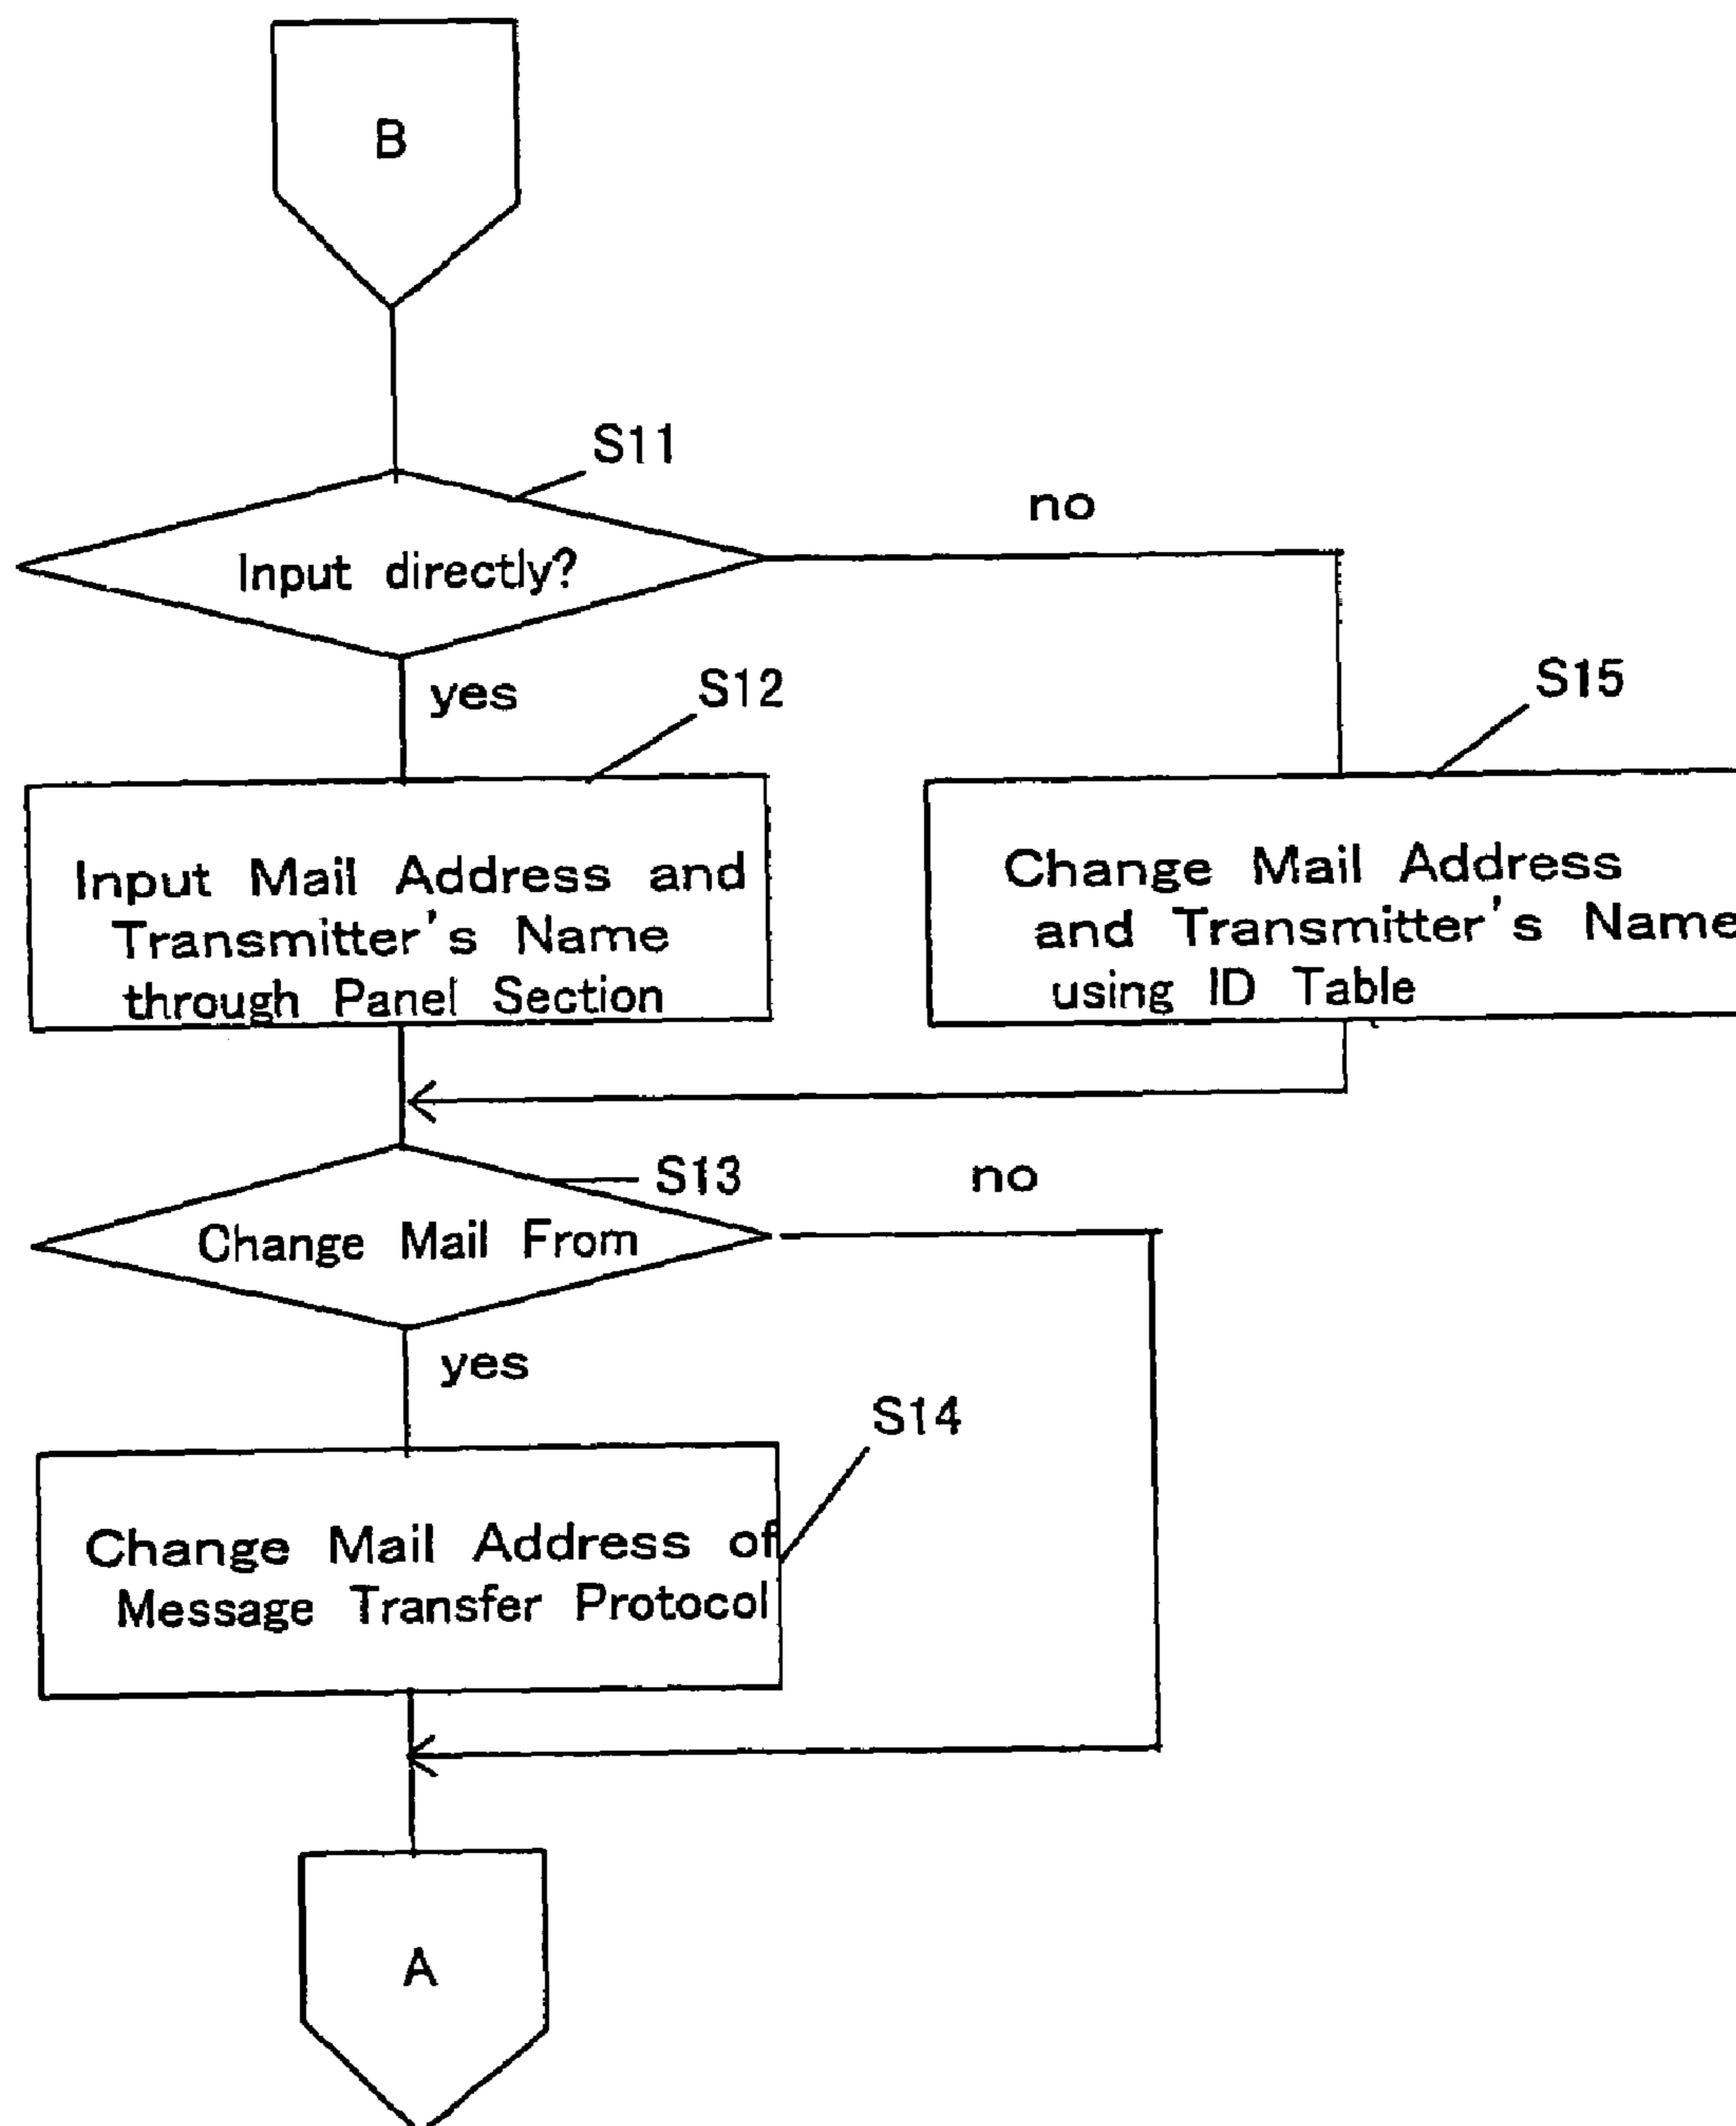 B
S11
no
Input directly?
yes
S12
S15
Input Mail Address and
Transmitter's Name
through Panel Section
Change Mail Address
and Transmitter's Name
using ID Table
S13
no
Change Mail From
yes
S14
Change Mail Address of
Message Transfer Protocol
A